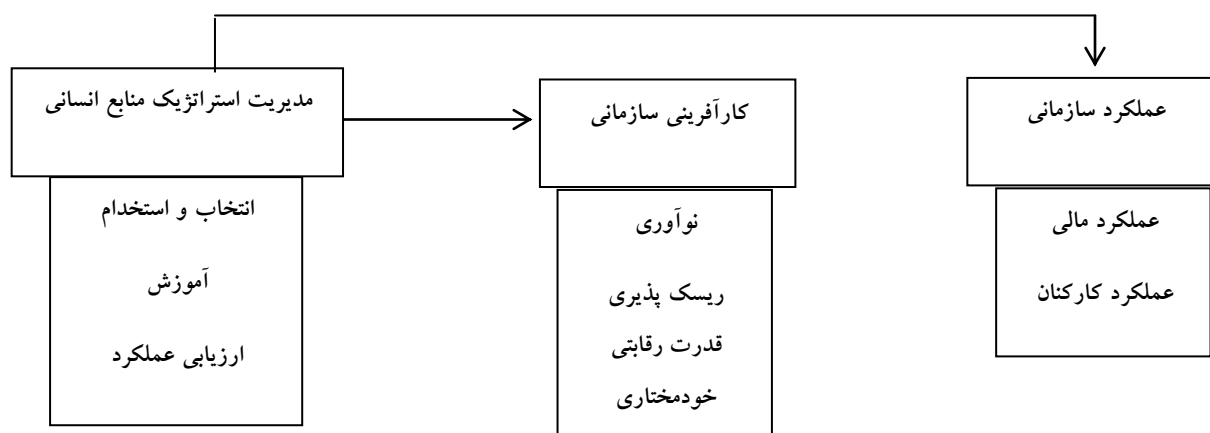 مدیریت استراتژیک منابع انسانی
انتخاب و استخدام
آموزش
ارزیابی عملکرد
کارآفرینی سازمانی
نوآوری
ریسک پذیری
قدرت رقابتی
خودمختاری
عملکرد سازمانی
عملکرد مالی
عملکرد کارکنان